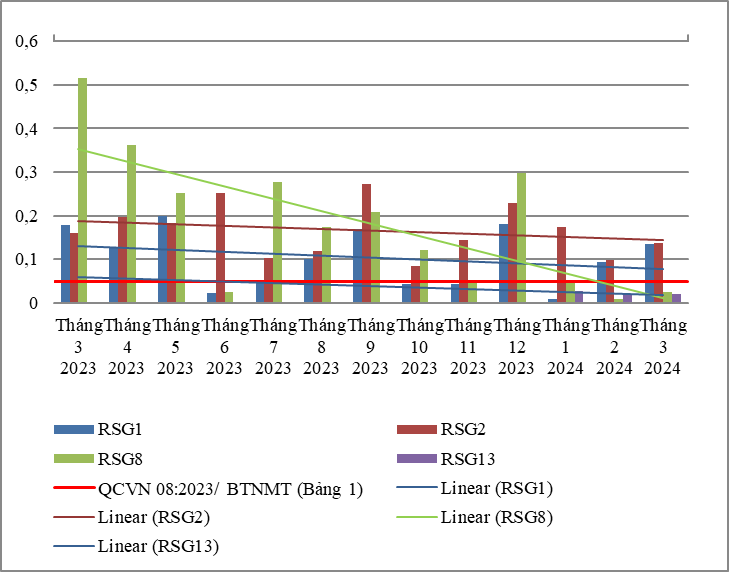 0,6
0,5
0,4
0,3
0,2
0,1
0
Tháng Tháng Tháng Tháng Tháng Tháng Tháng Tháng Tháng Tháng Tháng Tháng Tháng
3 4 5 6 7 8 9 10 11 12 1 2 3
2023 2023 2023 2023 2023 2023 2023 2023 2023 2023 2024 2024 2024
RSG1 RSG2
RSG8 RSG13
QCVN 08:2023/ BTNMT (Bảng 1) Linear (RSG1)
Linear (RSG2) Linear (RSG8)
Linear (RSG13)